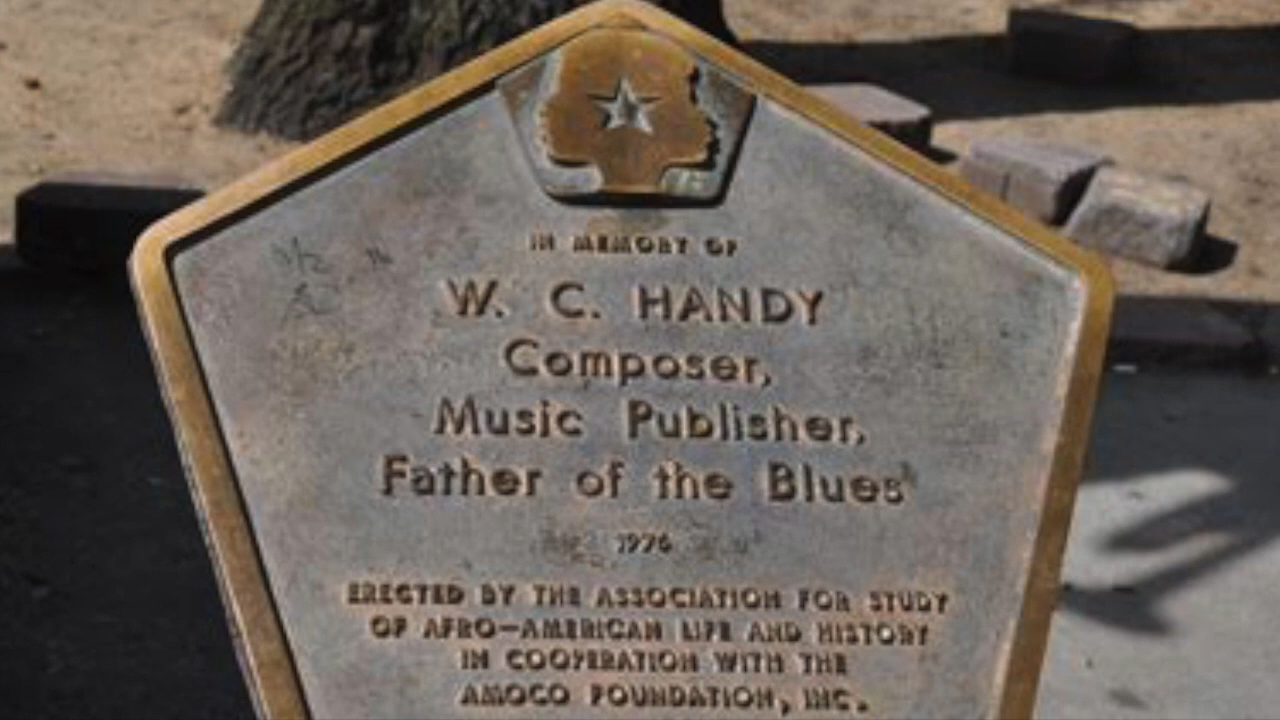 IN MEMORY OF
W. C. HANDY
Composer,
Music Publisher,
Father of the Blues
1976
ERECTED BY THE ASSOCIATION FOR STUDY
OF AFRO-AMERICAN LIFE AND HISTORY
IN COOPERATION WITH THE
AMOCO FOUNDATION, INC.